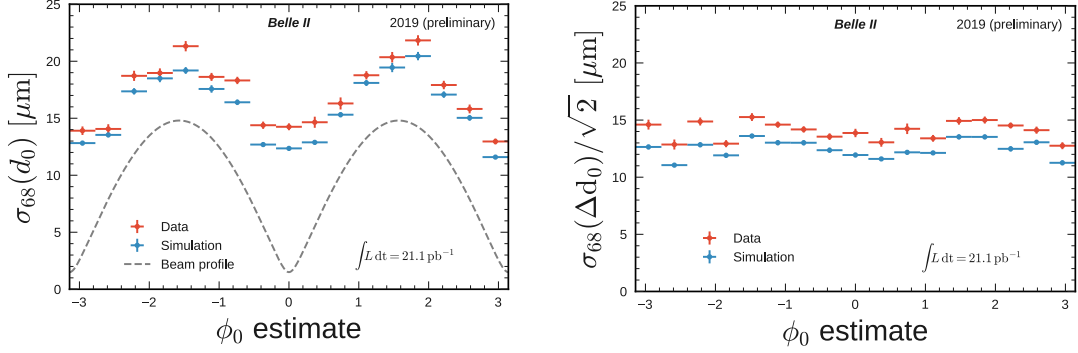 Belle II 2019 (preliminary)
σ₆₈(d₀) [μm]
25
20
15
10
5
0
Data
Simulation
Beam profile
∫L dt = 21.1 pb⁻¹
−3 −2 −1 0 1 2 3
ϕ₀ estimate
Belle II 2019 (preliminary)
σ₆₈(Δd₀)/√2 [μm]
25
20
15
10
5
0
Data
Simulation
∫L dt = 21.1 pb⁻¹
−3 −2 −1 0 1 2 3
ϕ₀ estimate